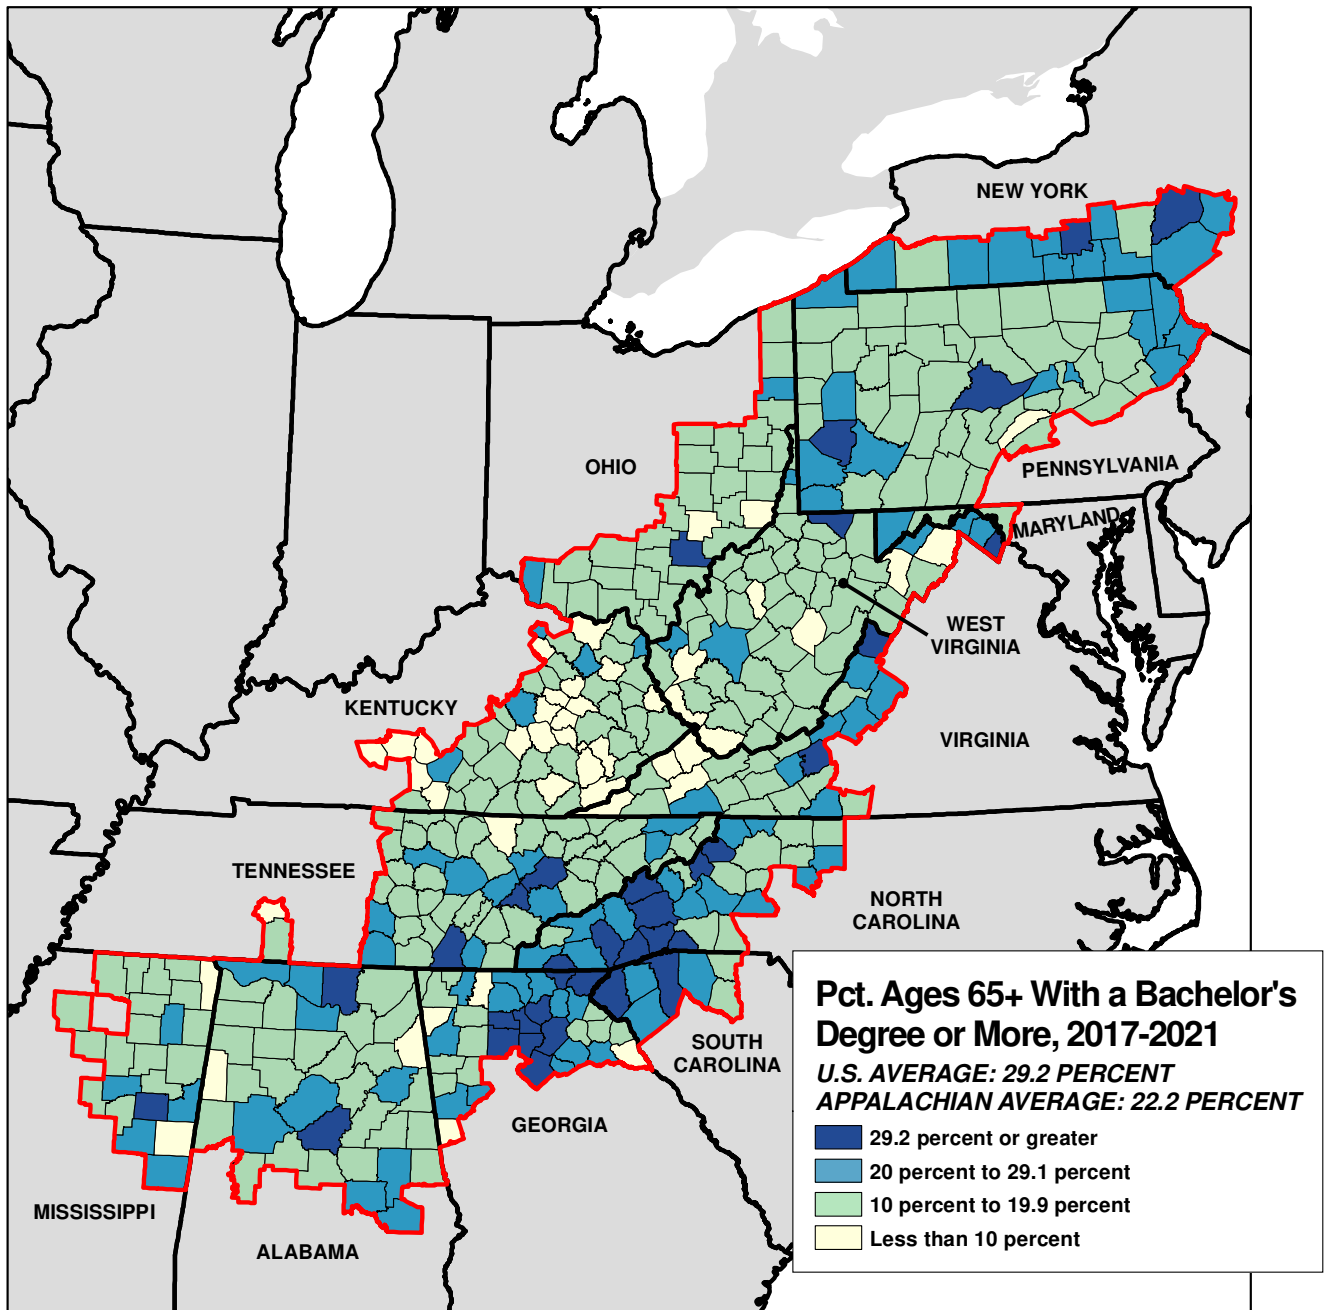 NEW YORK
OHIO
PENNSYLVANIA
MARYLAND
WEST
VIRGINIA
KENTUCKY
VIRGINIA
TENNESSEE
NORTH
CAROLINA
SOUTH
CAROLINA
GEORGIA
MISSISSIPPI
ALABAMA
Pct. Ages 65+ With a Bachelor's
Degree or More, 2017-2021
U.S. AVERAGE: 29.2 PERCENT
APPALACHIAN AVERAGE: 22.2 PERCENT
29.2 percent or greater
20 percent to 29.1 percent
10 percent to 19.9 percent
Less than 10 percent